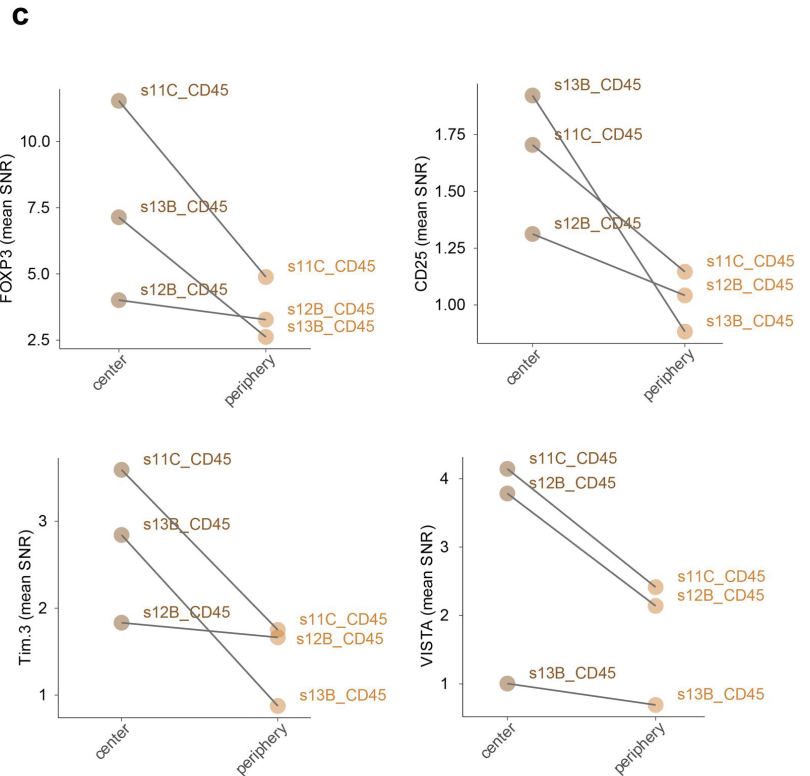 c
FOXP3 (mean SNR)
10.0
7.5
5.0
2.5
s11C_CD45
s13B_CD45
s12B_CD45
s11C_CD45
s12B_CD45
s13B_CD45
center
periphery
CD25 (mean SNR)
1.75
1.50
1.25
1.00
s13B_CD45
s11C_CD45
s12B_CD45
s11C_CD45
s12B_CD45
s13B_CD45
center
periphery
Tim.3 (mean SNR)
3
2
1
s11C_CD45
s13B_CD45
s12B_CD45
s11C_CD45
s12B_CD45
s13B_CD45
center
periphery
VISTA (mean SNR)
4
3
2
1
s11C_CD45
s12B_CD45
s13B_CD45
s11C_CD45
s12B_CD45
s13B_CD45
center
periphery